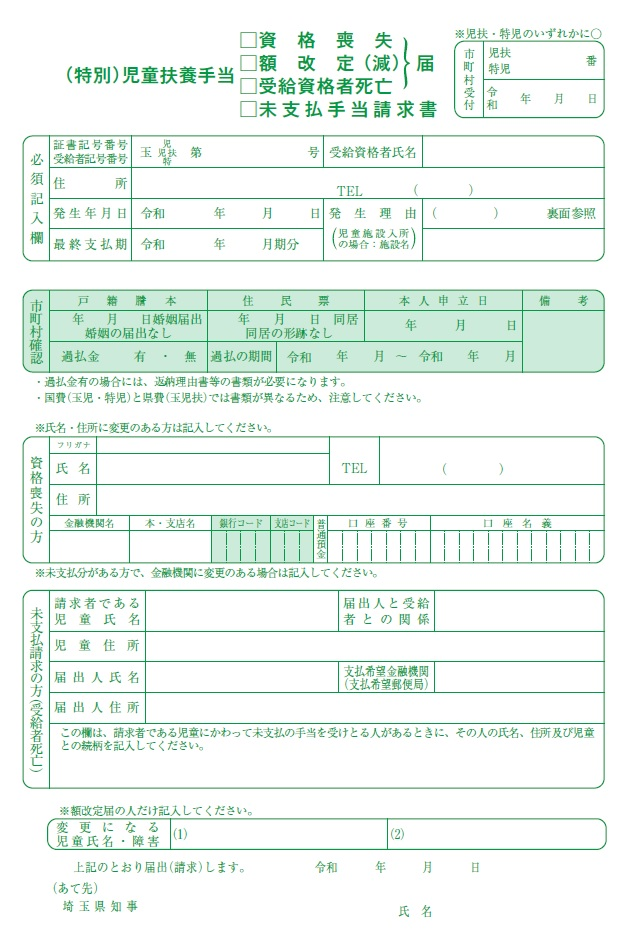 ※児扶・特児のいずれかに○
(特別)児童扶養手当
□資格喪失
□額改定(減)
□受給資格者死亡
届
□未支払手当請求書
市町村受付
児扶
特児
番
令和 年 月 日
必須記入欄
証書記号番号
受給者記号番号
玉 児 児扶 特 第 号
受給資格者氏名
住所
TEL ( )
発生年月日
令和 年 月 日
発生理由
(児童施設入所の場合:施設名)
( ) 裏面参照
最終支払期
令和 年 月期分
市町村確認
戸籍謄本
住民票
本人申立日
備考
年 月 日婚姻届出
婚姻の届出なし
年 月 日 同居
同居の形跡なし
年 月 日
過払金 有・無
過払の期間
令和 年 月 ~ 令和 年 月
・過払金有の場合には、返納理由書等の書類が必要になります。
・国費(玉児・特児)と県費(玉児扶)では書類が異なるため、注意してください。
※氏名・住所に変更のある方は記入してください。
資格喪失の方
フリガナ
氏名
TEL
( )
住所
金融機関名
本・支店名
銀行コード
支店コード
普通預金
口座番号
口座名義
※未支払分がある方で、金融機関に変更のある場合は記入してください。
未支払請求の方(受給者死亡)
請求者である
児童氏名
届出人と受給
者との関係
児童住所
届出人氏名
支払希望金融機関
(支払希望郵便局)
届出人住所
この欄は、請求者である児童にかわって未支払の手当を受けとる人があるときに、その人の氏名、住所及び児童
との続柄を記入してください。
※額改定届の人だけ記入してください。
変更になる
児童氏名・障害
(1)
(2)
上記のとおり届出(請求)します。 令和 年 月 日
(あて先)
埼玉県知事
氏名